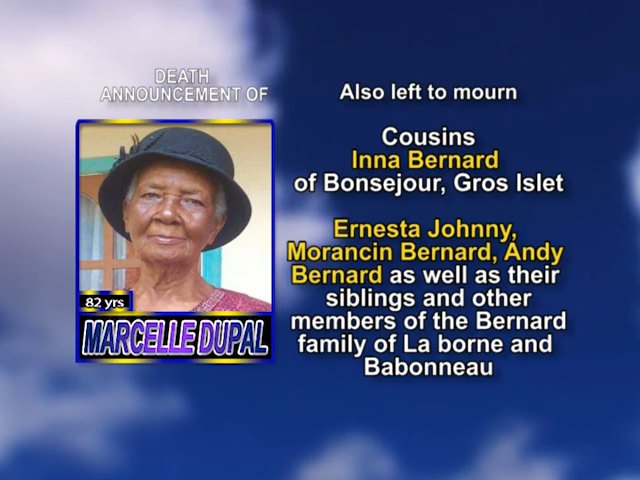 DEATH
ANNOUNCEMENT OF
82 yrs
MARCELLE DUPAL
Also left to mourn
Cousins
Inna Bernard
of Bonsejour, Gros Islet
Ernesta Johnny,
Morancin Bernard, Andy
Bernard as well as their
siblings and other
members of the Bernard
family of La borne and
Babonneau